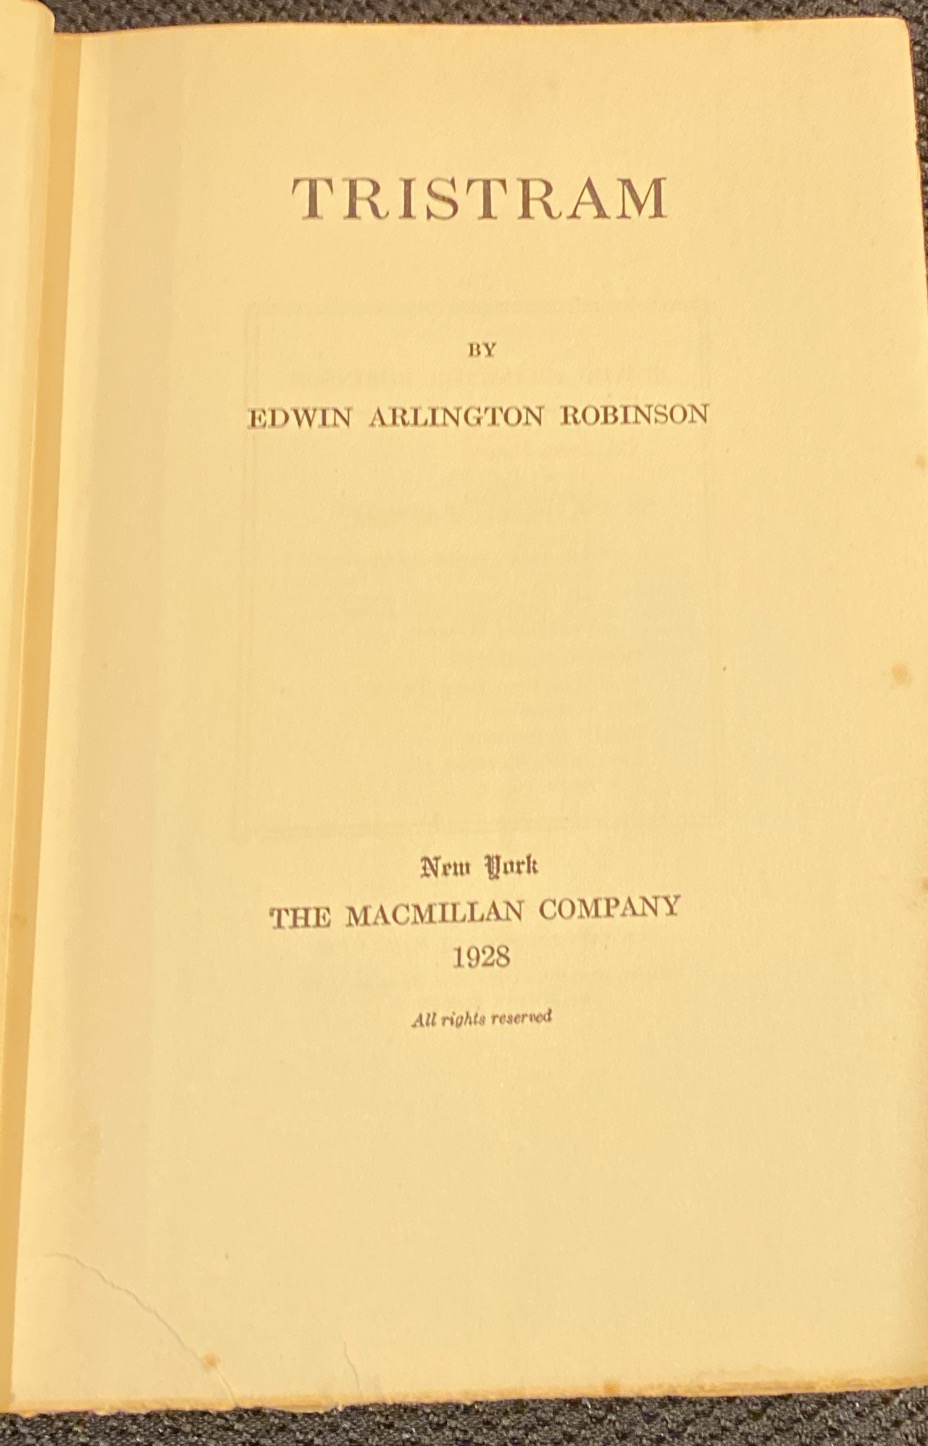 TRISTRAM
BY
EDWIN ARLINGTON ROBINSON
New York
THE MACMILLAN COMPANY
1928
All rights reserved